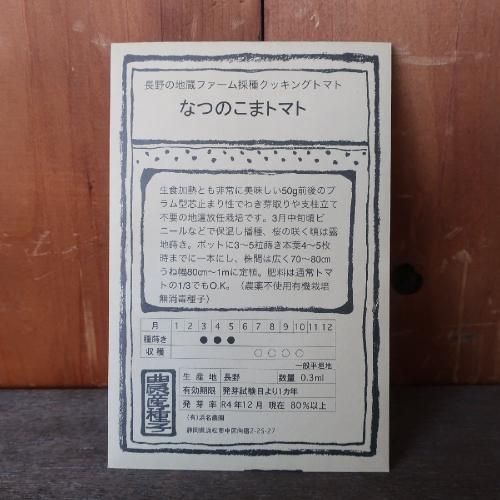 長野の地蔵ファーム採種クッキングトマト
なつのこまトマト
生食加熱とも非常に美味しい50g前後のプ
ラム型芯止まり性でわき芽取りや支柱立て
不要の地這放任栽培です。3月中旬頃ビ
ニールなどで保温し播種、桜の咲く頃は露
地蒔き。ポットに3～5粒蒔き本葉4～5枚
時までに一本にし、株間は広く70～80㎝
うね幅80㎝～1mに定植。肥料は通常トマ
トの1/3でもO.K。（農薬不使用有機栽培
無消毒種子）
月 1 2 3 4 5 6 7 8 9 10 11 12
種蒔き ● ● ●
収種 ○ ○ ○ ○
一般平坦地
農産種子
生産地 長野 数量 0.3ml
有効期限 発芽試験日より1カ年
発芽率 R4年12月 現在 80%以上
(有)浜名農園
静岡県浜松市中区向宿2-25-27